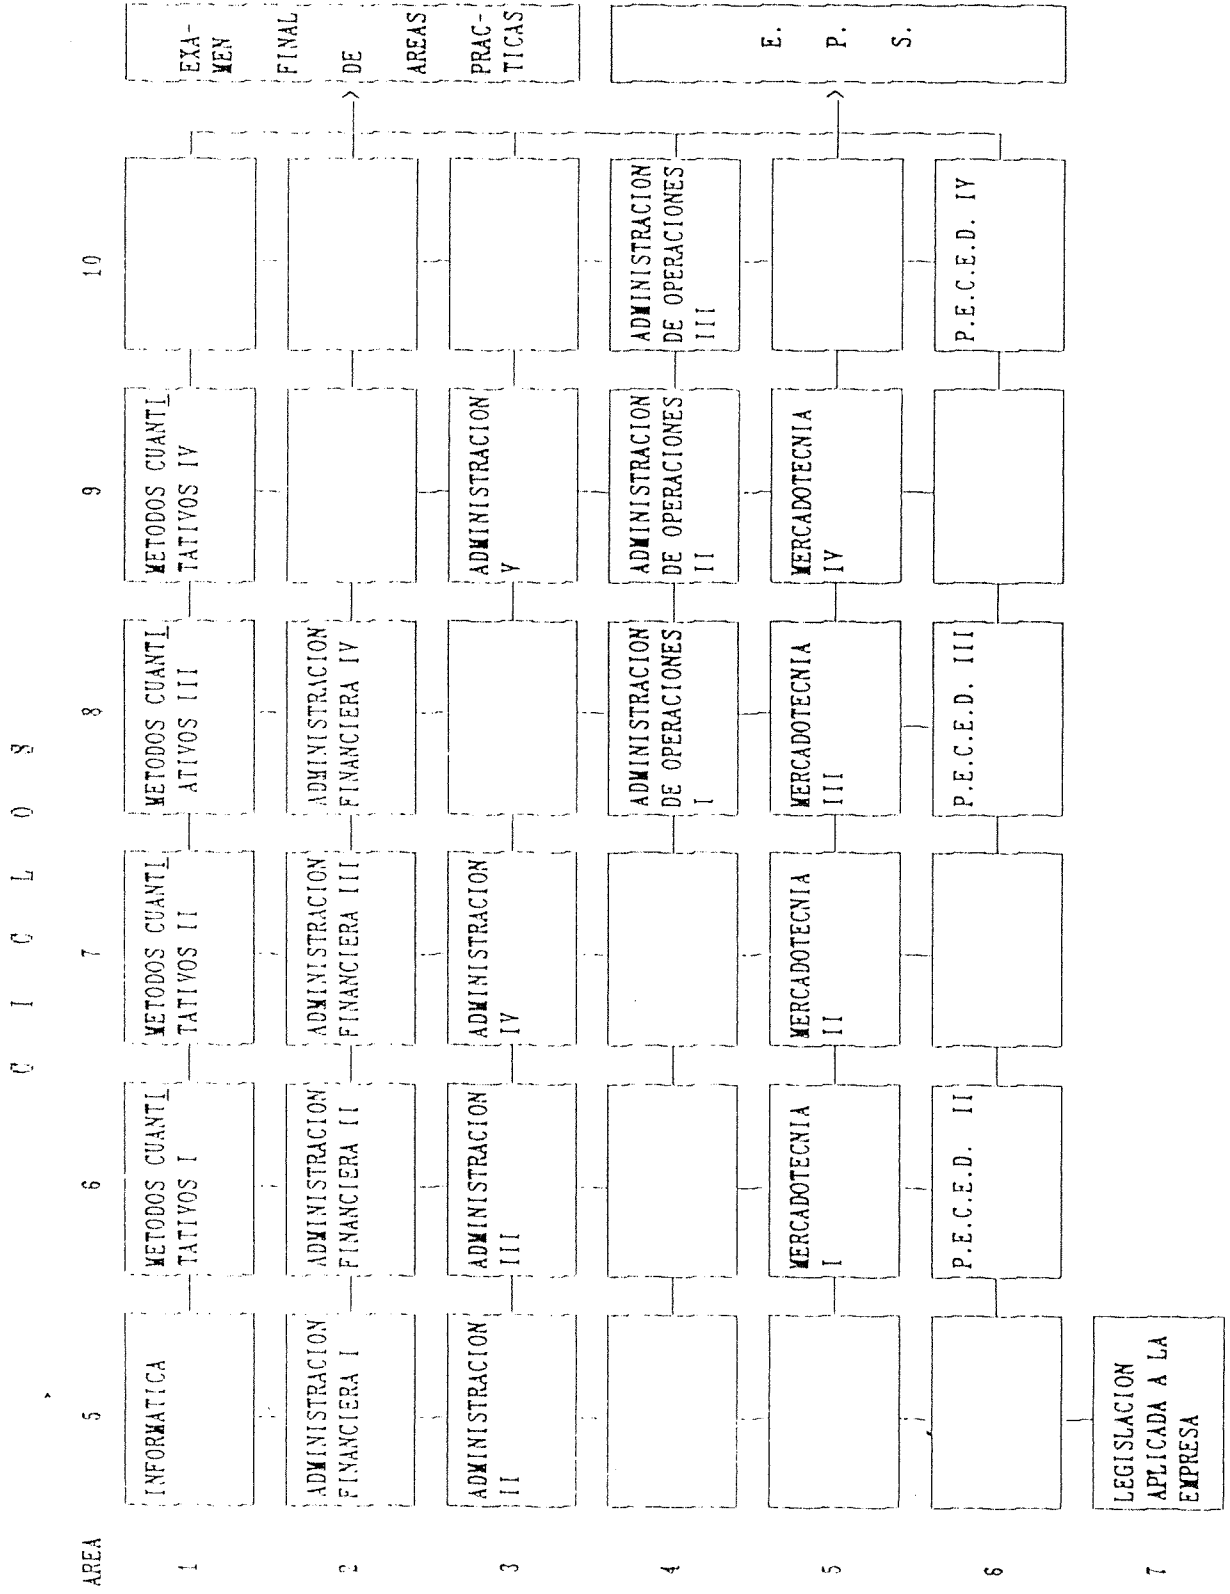 C I C L O S
AREA 5 6 7 8 9 10
1
INFORMATICA
METODOS CUANTI
TATIVOS I
METODOS CUANTI
TATIVOS II
METODOS CUANTI
ATIVOS III
METODOS CUANTI
TATIVOS IV
2
ADMINISTRACION
FINANCIERA I
ADMINISTRACION
FINANCIERA II
ADMINISTRACION
FINANCIERA III
ADMINISTRACION
FINANCIERA IV
3
ADMINISTRACION
II
ADMINISTRACION
III
ADMINISTRACION
IV
ADMINISTRACION
V
4
ADMINISTRACION
DE OPERACIONES
I
ADMINISTRACION
DE OPERACIONES
II
ADMINISTRACION
DE OPERACIONES
III
5
MERCADOTECNIA
I
MERCADOTECNIA
II
MERCADOTECNIA
III
MERCADOTECNIA
IV
6
P.E.C.E.D. II
P.E.C.E.D. III
P.E.C.E.D. IV
7
LEGISLACION
APLICADA A LA
EMPRESA
EXA-
MEN
FINAL
DE
AREAS
PRAC-
TICAS
E.
P.
S.